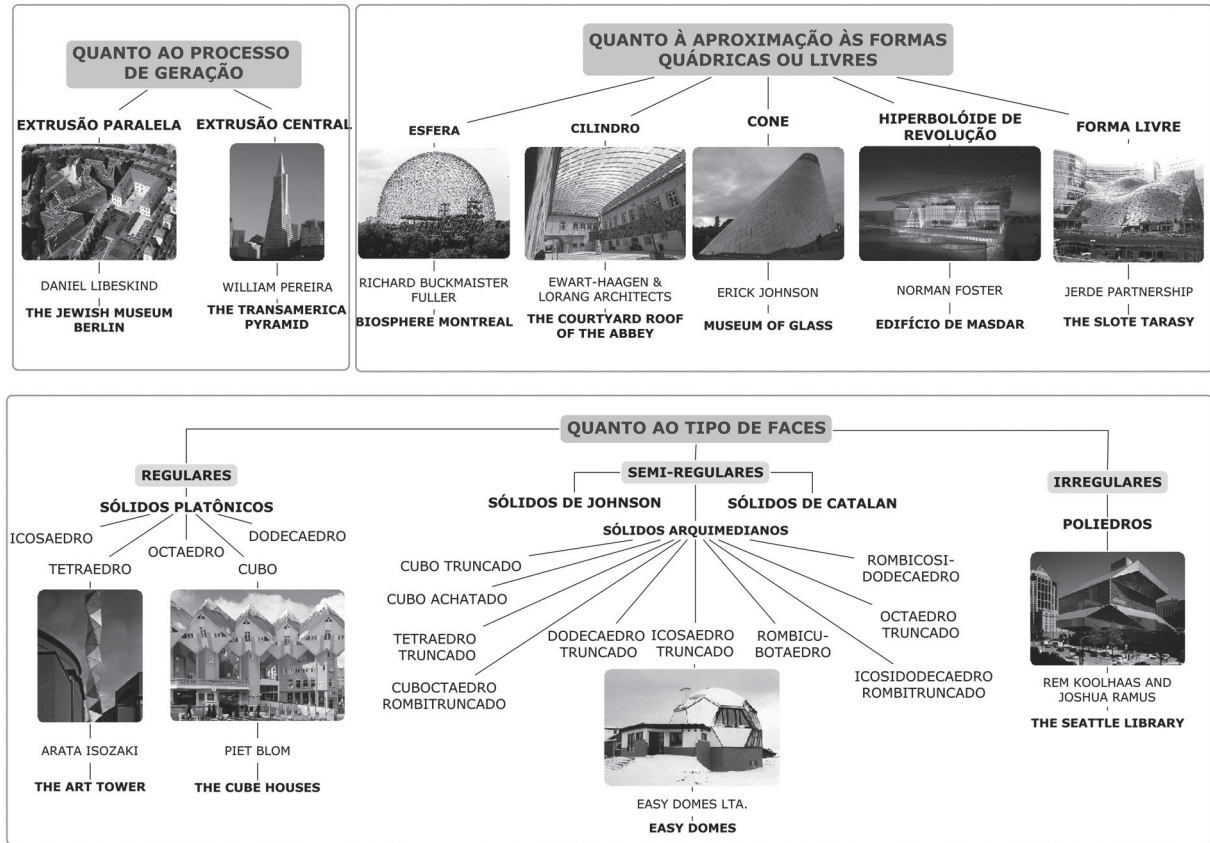 QUANTO AO PROCESSO
DE GERAÇÃO
EXTRUSÃO PARALELA
EXTRUSÃO CENTRAL
DANIEL LIBESKIND
THE JEWISH MUSEUM
BERLIN
WILLIAM PEREIRA
THE TRANSAMERICA
PYRAMID
QUANTO À APROXIMAÇÃO ÀS FORMAS
QUÁDRICAS OU LIVRES
ESFERA
CILINDRO
CONE
HIPERBOLÓIDE DE
REVOLUÇÃO
FORMA LIVRE
RICHARD BUCKMAISTER
FULLER
BIOSPHERE MONTREAL
EWART-HAAGEN &
LORANG ARCHITECTS
THE COURTYARD ROOF
OF THE ABBEY
ERICK JOHNSON
MUSEUM OF GLASS
NORMAN FOSTER
EDIFÍCIO DE MASDAR
JERDE PARTNERSHIP
THE SLOTE TARASY
QUANTO AO TIPO DE FACES
REGULARES
SÓLIDOS PLATÔNICOS
ICOSAEDRO
TETRAEDRO
OCTAEDRO
CUBO
DODECAEDRO
ARATA ISOZAKI
THE ART TOWER
PIET BLOM
THE CUBE HOUSES
SEMI-REGULARES
SÓLIDOS DE JOHNSON
SÓLIDOS DE CATALAN
SÓLIDOS ARQUIMEDIANOS
CUBO TRUNCADO
CUBO ACHATADO
TETRAEDRO
TRUNCADO
CUBOCTAEDRO
ROMBITRUNCADO
DODECAEDRO
TRUNCADO
ICOSAEDRO
TRUNCADO
ROMBICU-
BOTAEDRO
ICOSIDODECAEDRO
ROMBITRUNCADO
OCTAEDRO
TRUNCADO
ROMBICOSI-
DODECAEDRO
EASY DOMES LTA.
EASY DOMES
IRREGULARES
POLIEDROS
REM KOOLHAAS AND
JOSHUA RAMUS
THE SEATTLE LIBRARY